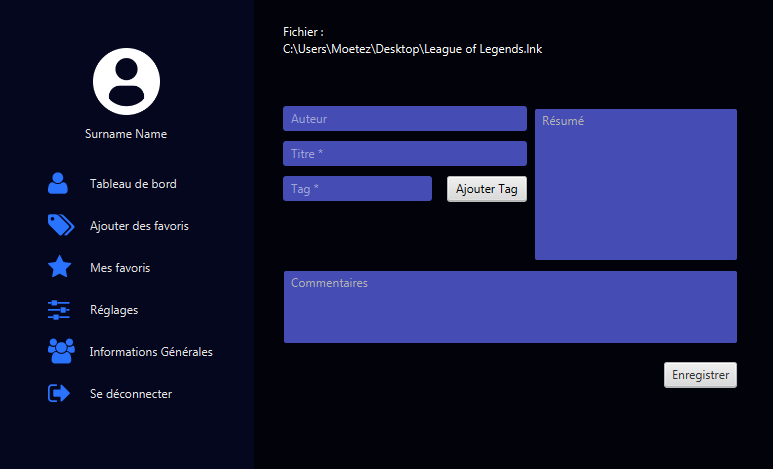 Surname Name
Tableau de bord
Ajouter des favoris
Mes favoris
Réglages
Informations Générales
Se déconnecter
Fichier :
C:\Users\Moetez\Desktop\League of Legends.lnk
Auteur
Titre *
Tag *
Ajouter Tag
Résumé
Commentaires
Enregistrer